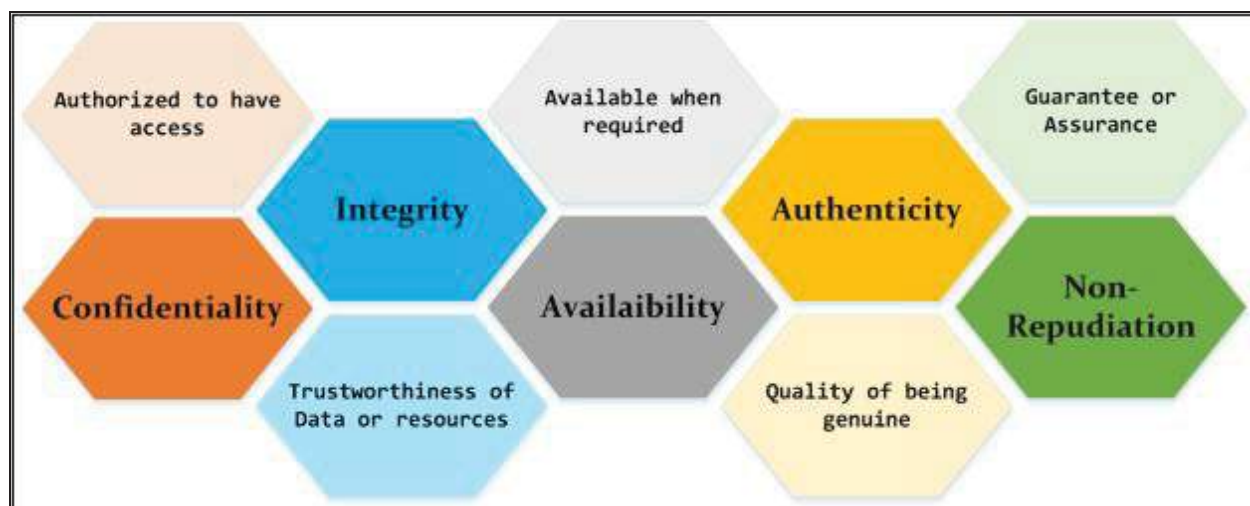 Authorized to have
access
Confidentiality
Integrity
Trustworthiness of
Data or resources
Available when
required
Availaibility
Authenticity
Quality of being
genuine
Guarantee or
Assurance
Non-
Repudiation